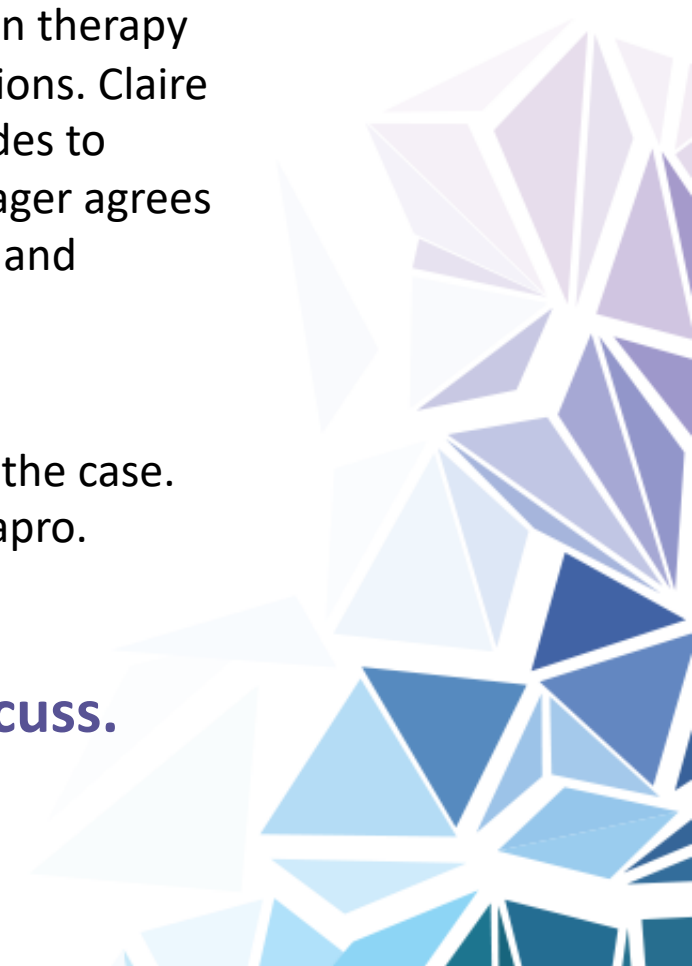 n therapy
ions. Claire
des to
ager agrees
and
the case.
apro.
cuss.